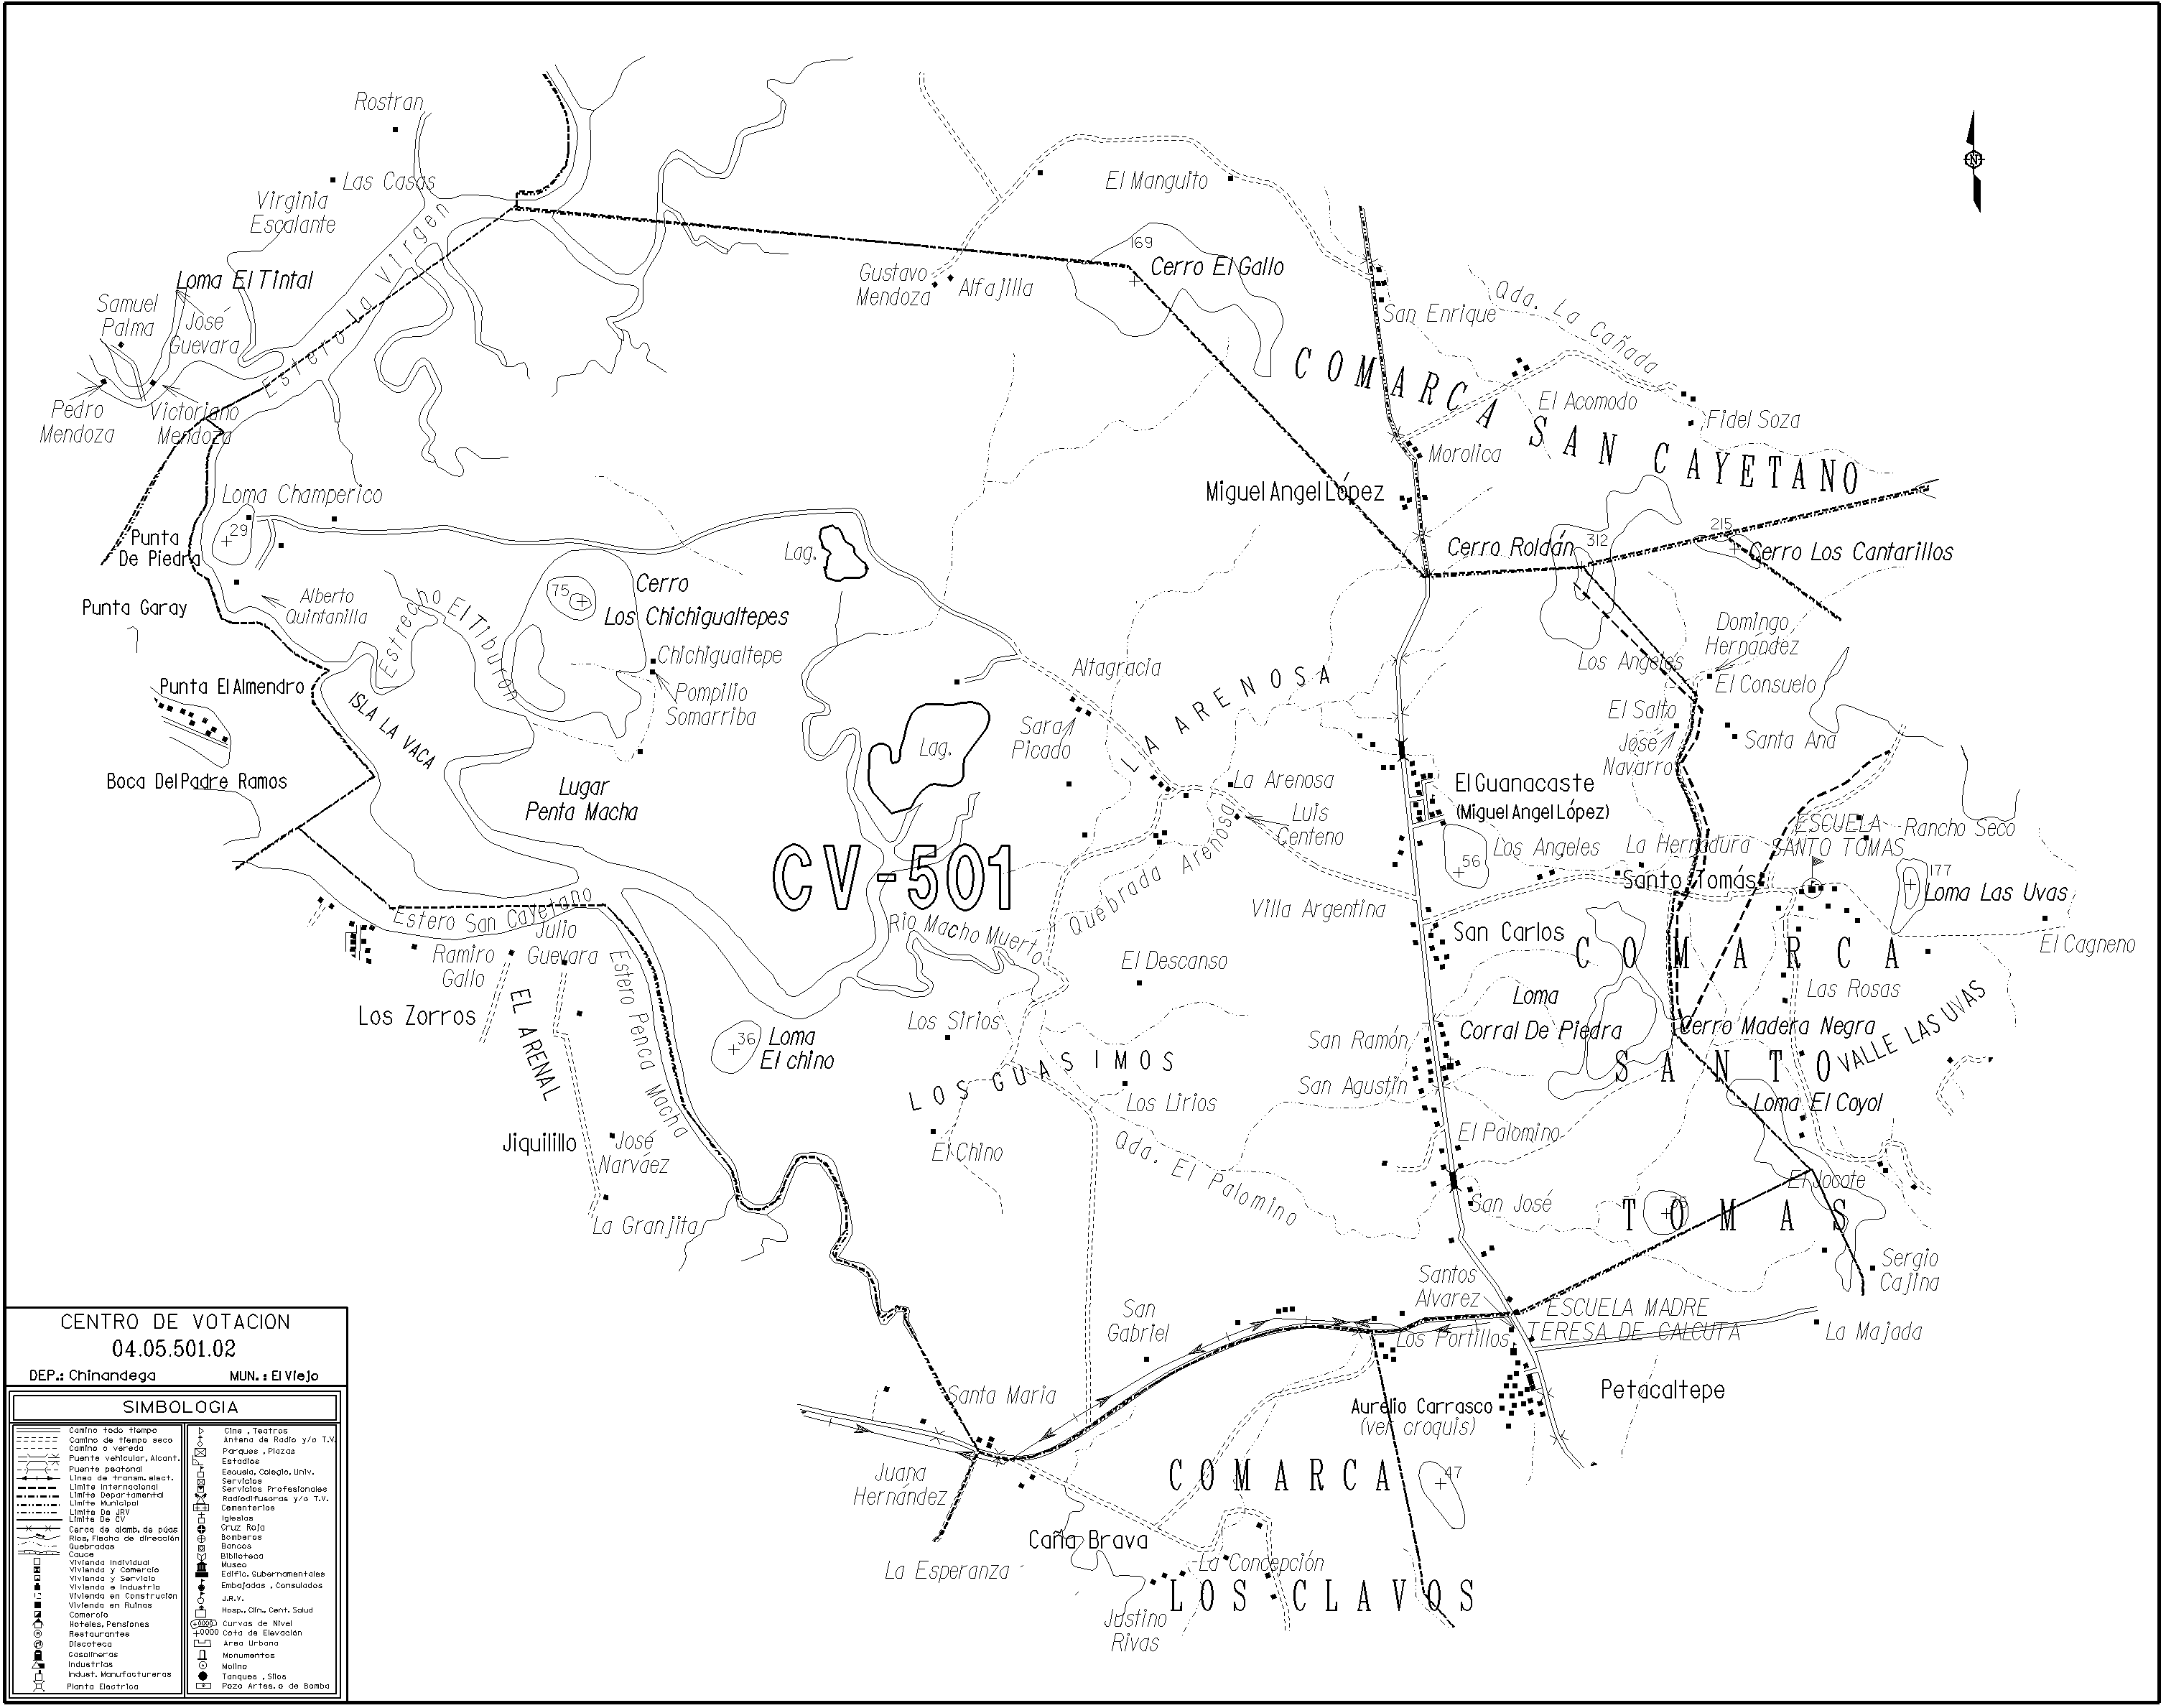 Rostran
Las Casas
Virginia
Escalante
Estero La Virgen
Loma El Tintal
Samuel
Palma
José
Guevara
Pedro
Mendoza
Victoriano
Mendoza
El Manguito
N
169
Cerro El Gallo
Gustavo
Mendoza
Alfajilla
San Enrique
Qda. La Cañada
COMARCA SAN CAYETANO
El Acomodo
Fidel Soza
Morolica
Miguel Angel López
Loma Champerico
29
Punta
De Piedra
Punta Garay
Alberto
Quintanilla
Estrecho El Tiburon
75
Cerro
Los Chichigualtepes
Chichigualtepe
Pompilio
Somarriba
Lag.
Cerro Roldán
312
215
Cerro Los Cantarillos
Domingo
Hernández
Los Angeles
El Consuelo
El Salto
José
Navarro
Santa Ana
Punta El Almendro
ISLA LA VACA
Boca Del Padre Ramos
Lugar
Penta Macha
Lag.
Altagracia
Sara
Picado
LA ARENOSA
La Arenosa
Luis
Centeno
Quebrada Arenosa
El Guanacaste
(Miguel Angel López)
56
Los Angeles
La Herradura
ESCUELA
SANTO TOMAS
Rancho Seco
Santo Tomás
177
Loma Las Uvas
El Cagneno
CV-501
Villa Argentina
San Carlos
COMARCA
SANTO
TOMAS
Las Rosas
VALLE LAS UVAS
Estero San Cayetano
Julio
Guevara
Ramiro
Gallo
Los Zorros
EL ARENAL
Estero Penca Macha
Rio Macho Muerto
El Descanso
Los Sirios
36
Loma
El chino
LOS GUASIMOS
Los Lirios
El Chino
Qda. El Palomino
San Ramón
San Agustín
Loma
Corral De Piedra
Cerro Madera Negra
Loma El Coyol
El Palomino
El Jocote
35
San José
Jiquilillo
José
Narváez
La Granjita
Sergio
Cajina
Santos
Alvarez
ESCUELA MADRE
TERESA DE CALCUTA
La Majada
San
Gabriel
Los Portillos
Petacaltepe
Aurelio Carrasco
(ver croquis)
Santa Maria
Juana
Hernández
COMARCA
LOS CLAVOS
47
Caña Brava
La Esperanza
La Concepción
Justino
Rivas
CENTRO DE VOTACION
04.05.501.02
DEP.: Chinandega MUN.: El Viejo
SIMBOLOGIA
Camino todo tiempo
Camino de tiempo seco
Camino o vereda
Puente vehicular, Alcant.
Puente peatonal
Linea de transm. elect.
Limite Internacional
Limite Departamental
Limite Municipal
Limite De JRV
Limite De CV
Cerca de alamb. de púas
Rios, Flecha de dirección
Quebradas
Cauce
Vivienda Individual
Vivienda y Comercio
Vivienda y Servicio
Vivienda e Industria
Vivienda en Construcion
Vivienda en Ruinas
Comercio
Hoteles, Pensiones
Restaurantes
Discoteca
Gasolineras
Industrias
Indust. Manufactureras
Planta Electrica
Cine , Teatros
Antena de Radio y/o T.V.
Parques , Plazas
Estadios
Escuela, Colegio, Univ.
Servicios
Servicios Profesionales
Radiodifusoras y/o T.V.
Cementerios
Iglesias
Cruz Roja
Bomberos
Bancos
Biblioteca
Museo
Edific. Gubernamentales
Embajadas , Consulados
J.R.V.
Hosp., Clin., Cent. Salud
Curvas de Nivel
Cota de Elevación
Area Urbana
Monumentos
Molino
Tanques , Silos
Pozo Artes. o de Bomba